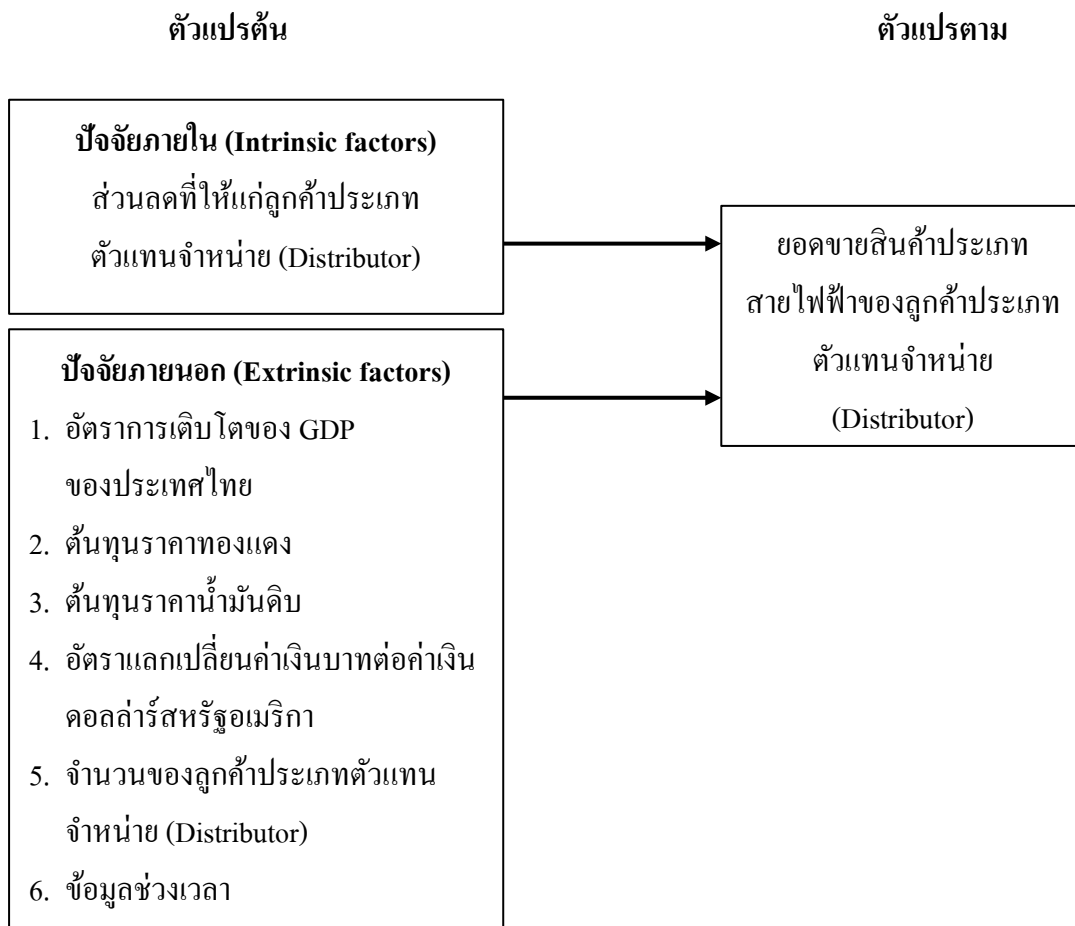 ตัวแปรต้น
ตัวแปรตาม
ปัจจัยภายใน (Intrinsic factors)
ส่วนลดที่ให้แก่ลูกค้าประเภท
ตัวแทนจำหน่าย (Distributor)
ปัจจัยภายนอก (Extrinsic factors)
1. อัตราการเติบโตของ GDP
ของประเทศไทย
2. ต้นทุนราคาทองแดง
3. ต้นทุนราคาน้ำมันดิบ
4. อัตราแลกเปลี่ยนค่าเงินบาทต่อค่าเงิน
ดอลล่าร์สหรัฐอเมริกา
5. จำนวนของลูกค้าประเภทตัวแทน
จำหน่าย (Distributor)
6. ข้อมูลช่วงเวลา
ยอดขายสินค้าประเภท
สายไฟฟ้าของลูกค้าประเภท
ตัวแทนจำหน่าย
(Distributor)